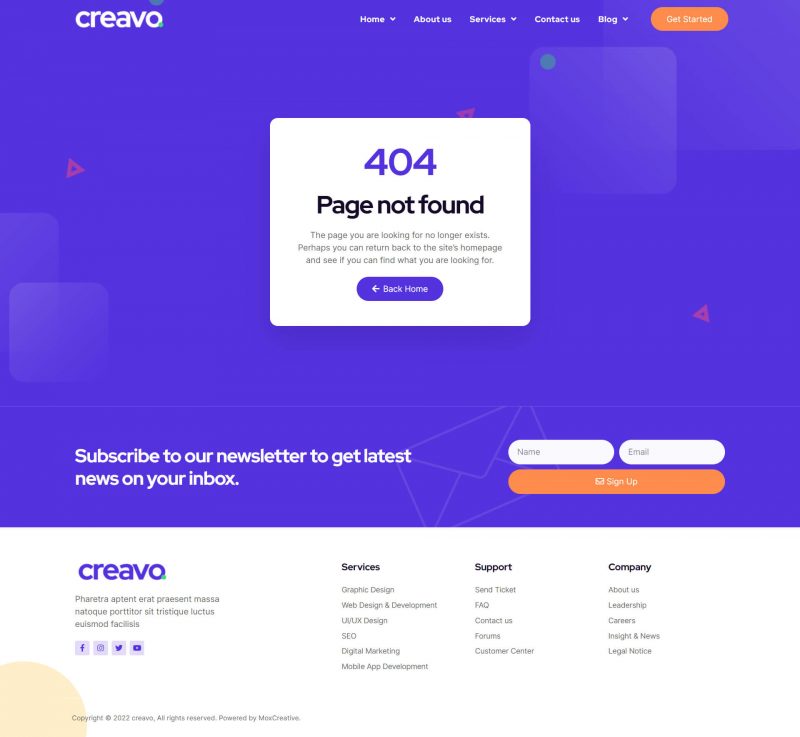 creavo
Home About us Services Contact us Blog Get Started
404
Page not found
The page you are looking for no longer exists.
Perhaps you can return back to the site's homepage
and see if you can find what you are looking for.
Back Home
Subscribe to our newsletter to get latest
news on your inbox.
Name Email
Sign Up
creavo
Pharetra aptent erat praesent massa
natoque porttitor sit tristique luctus
euismod facilisis
Services
Graphic Design
Web Design & Development
UI/UX Design
SEO
Digital Marketing
Mobile App Development
Support
Send Ticket
FAQ
Contact us
Forums
Customer Center
Company
About us
Leadership
Careers
Insight & News
Legal Notice
Copyright © 2022 creavo, All rights reserved. Powered by MoxCreative.